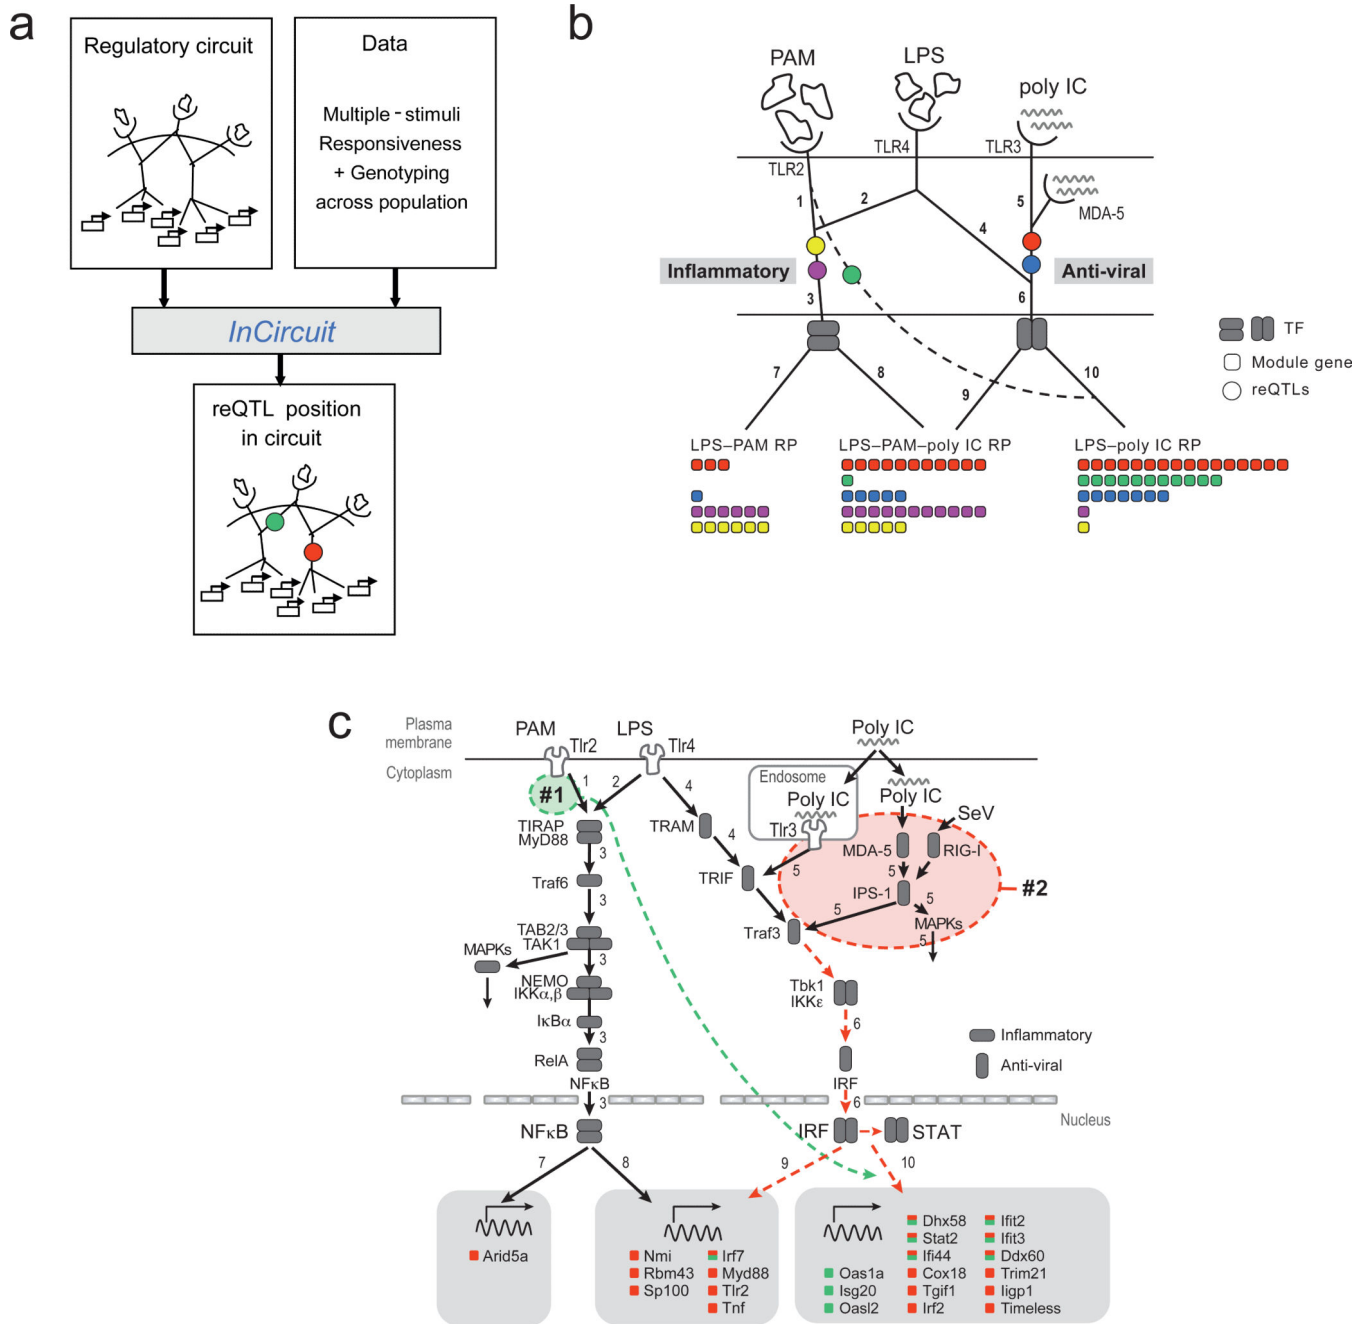 a
Regulatory circuit
Data
Multiple - stimuli
Responsiveness
+ Genotyping
across population
InCircuit
reQTL position
in circuit
b
PAM
LPS
poly IC
TLR2
TLR4
TLR3
MDA-5
1
2
4
5
Inflammatory
Anti-viral
3
6
TF
Module gene
reQTLs
7
8
9
10
LPS–PAM RP
LPS–PAM–poly IC RP
LPS–poly IC RP
c
Plasma
membrane
Cytoplasm
PAM
LPS
Poly IC
Tlr2
Tlr4
Endosome
Poly IC
Tlr3
Poly IC
SeV
#1
1
2
4
TIRAP
MyD88
TRAM
MDA-5
RIG-I
3
4
5
5
Traf6
TRIF
IPS-1
#2
3
5
5
TAB2/3
TAK1
Traf3
MAPKs
5
MAPKs
3
NEMO
IKKα,β
Tbk1
IKKε
IκBα
6
3
RelA
IRF
Inflammatory
Anti-viral
NFκB
3
6
Nucleus
NFκB
IRF
STAT
7
8
9
10
Arid5a
Nmi
Rbm43
Sp100
Irf7
Myd88
Tlr2
Tnf
Oas1a
Isg20
Oasl2
Dhx58
Stat2
Ifi44
Cox18
Tgif1
Irf2
Ifit2
Ifit3
Ddx60
Trim21
Iigp1
Timeless